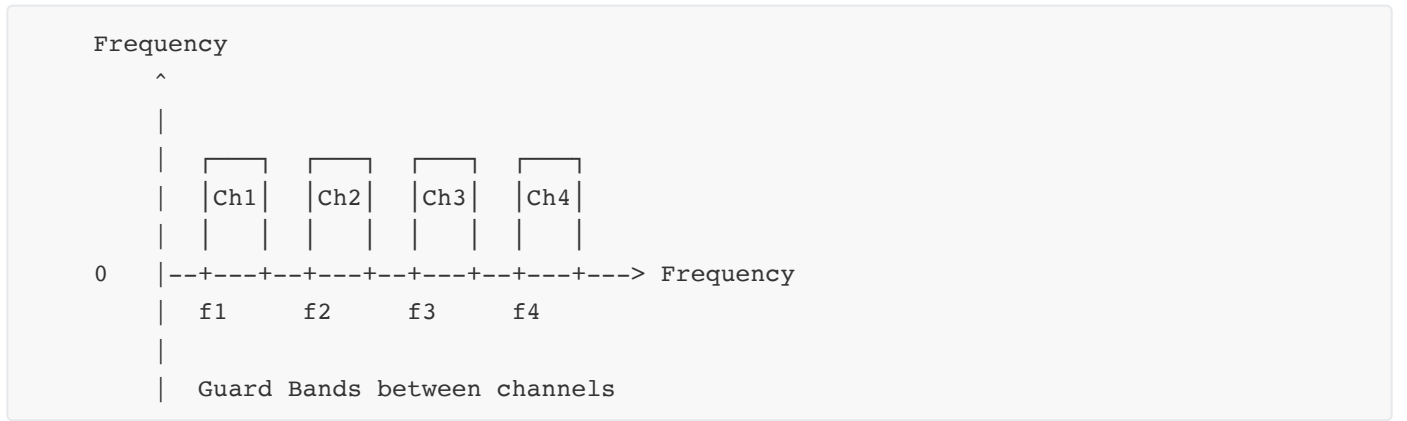 Frequency
^
|
|  ┌───┐  ┌───┐  ┌───┐  ┌───┐
|  │Ch1│  │Ch2│  │Ch3│  │Ch4│
|  │   │  │   │  │   │  │   │
0   |--+---+--+---+--+---+--+---+---> Frequency
|  f1     f2     f3     f4
|
|  Guard Bands between channels